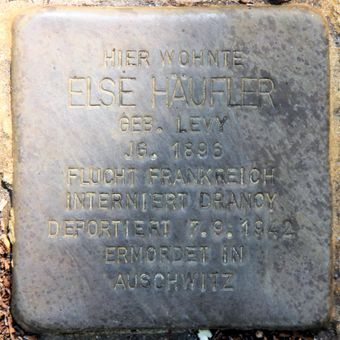 HIER WOHNTE
ELSE HÄUFLER
GEB. LEVY
JG. 1896
FLUCHT FRANKREICH
INTERNIERT DRANCY
DEPORTIERT 7.9.1942
ERMORDET IN
AUSCHWITZ